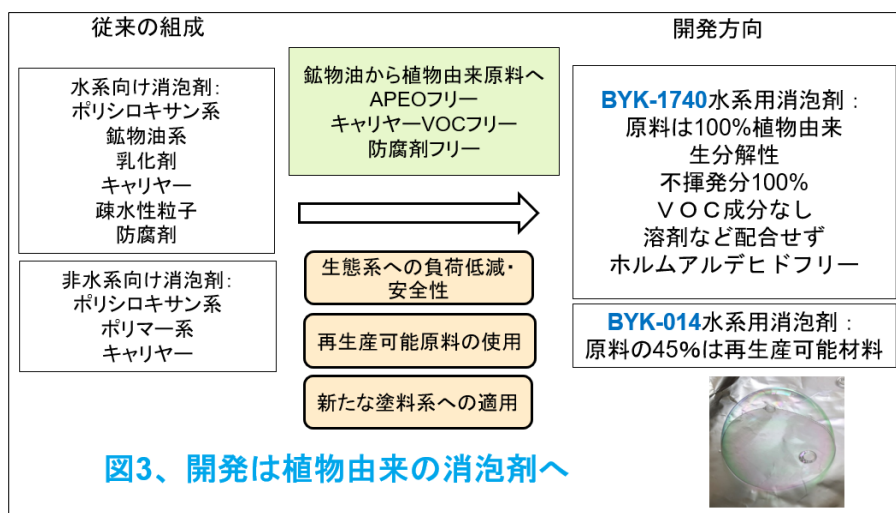 従来の組成
水系向け消泡剤:
ポリシロキサン系
鉱物油系
乳化剤
キャリヤー
疎水性粒子
防腐剤
非水系向け消泡剤:
ポリシロキサン系
ポリマー系
キャリヤー
鉱物油から植物由来原料へ
APEOフリー
キャリヤーVOCフリー
防腐剤フリー
生態系への負荷低減・
安全性
再生産可能原料の使用
新たな塗料系への適用
開発方向
BYK-1740水系用消泡剤:
原料は100%植物由来
生分解性
不揮発分100%
VOC成分なし
溶剤など配合せず
ホルムアルデヒドフリー
BYK-014水系用消泡剤:
原料の45%は再生産可能材料
図3、開発は植物由来の消泡剤へ